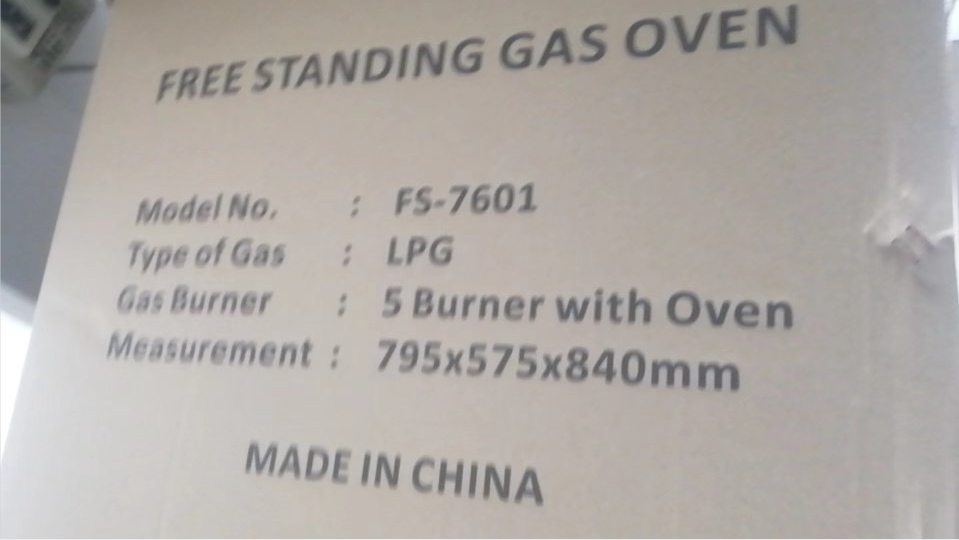 FREE STANDING GAS OVEN
Model No. : FS-7601
Type of Gas : LPG
Gas Burner : 5 Burner with Oven
Measurement : 795x575x840mm
MADE IN CHINA